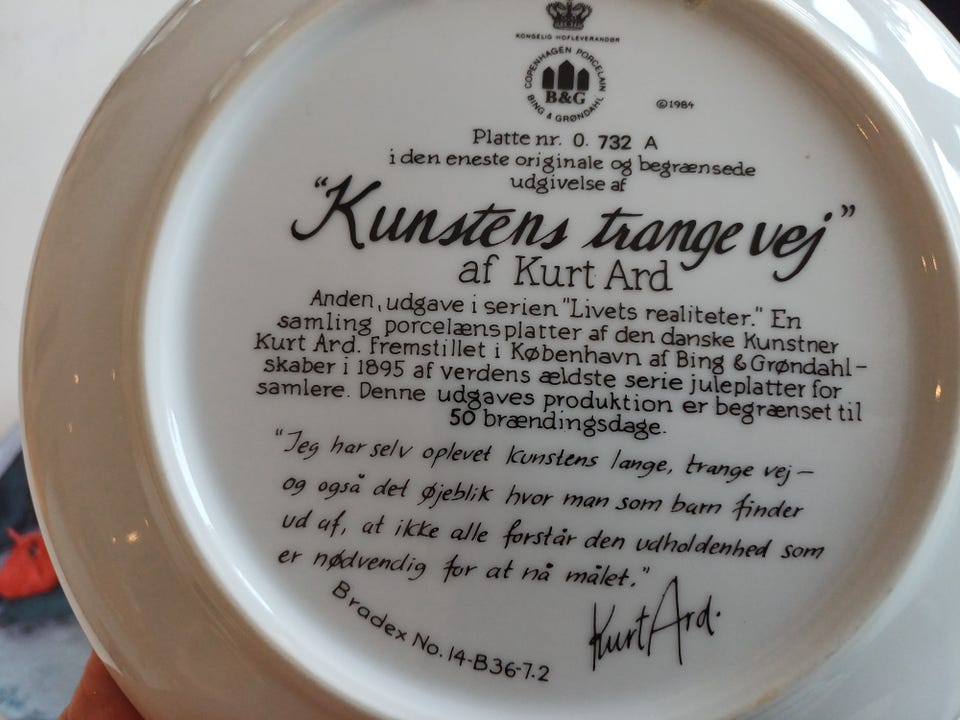 KONGELIG HOFLEVERANDØR
COPENHAGEN PORCELAIN
B&G
BING & GRØNDAHL
©1984
Platte nr. 0. 732 A
i den eneste originale og begrænsede
udgivelse af
"Kunstens trange vej"
af Kurt Ard
Anden, udgave i serien "Livets realiteter." En
samling porcelænsplatter af den danske Kunstner
Kurt Ard. Fremstillet i København af Bing & Grøndahl-
skaber i 1895 af verdens ældste serie juleplatter for
samlere. Denne udgaves produktion er begrænset til
50 brændingsdage.
"Jeg har selv oplevet kunstens lange, trange vej –
og også det øjeblik hvor man som barn finder
ud af, at ikke alle forstår den udholdenhed som
er nødvendig for at nå målet."
Kurt Ard.
Bradex No. 14-B36-7.2